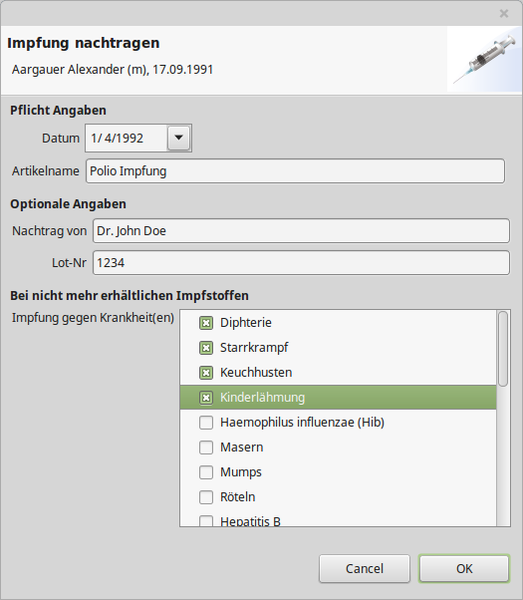 Impfung nachtragen
Aargauer Alexander (m), 17.09.1991
Pflicht Angaben
Datum 1/ 4/1992
Artikelname Polio Impfung
Optionale Angaben
Nachtrag von Dr. John Doe
Lot-Nr 1234
Bei nicht mehr erhältlichen Impfstoffen
Impfung gegen Krankheit(en)
Diphterie
Starrkrampf
Keuchhusten
Kinderlähmung
Haemophilus influenzae (Hib)
Masern
Mumps
Röteln
Hepatitis B
Cancel OK